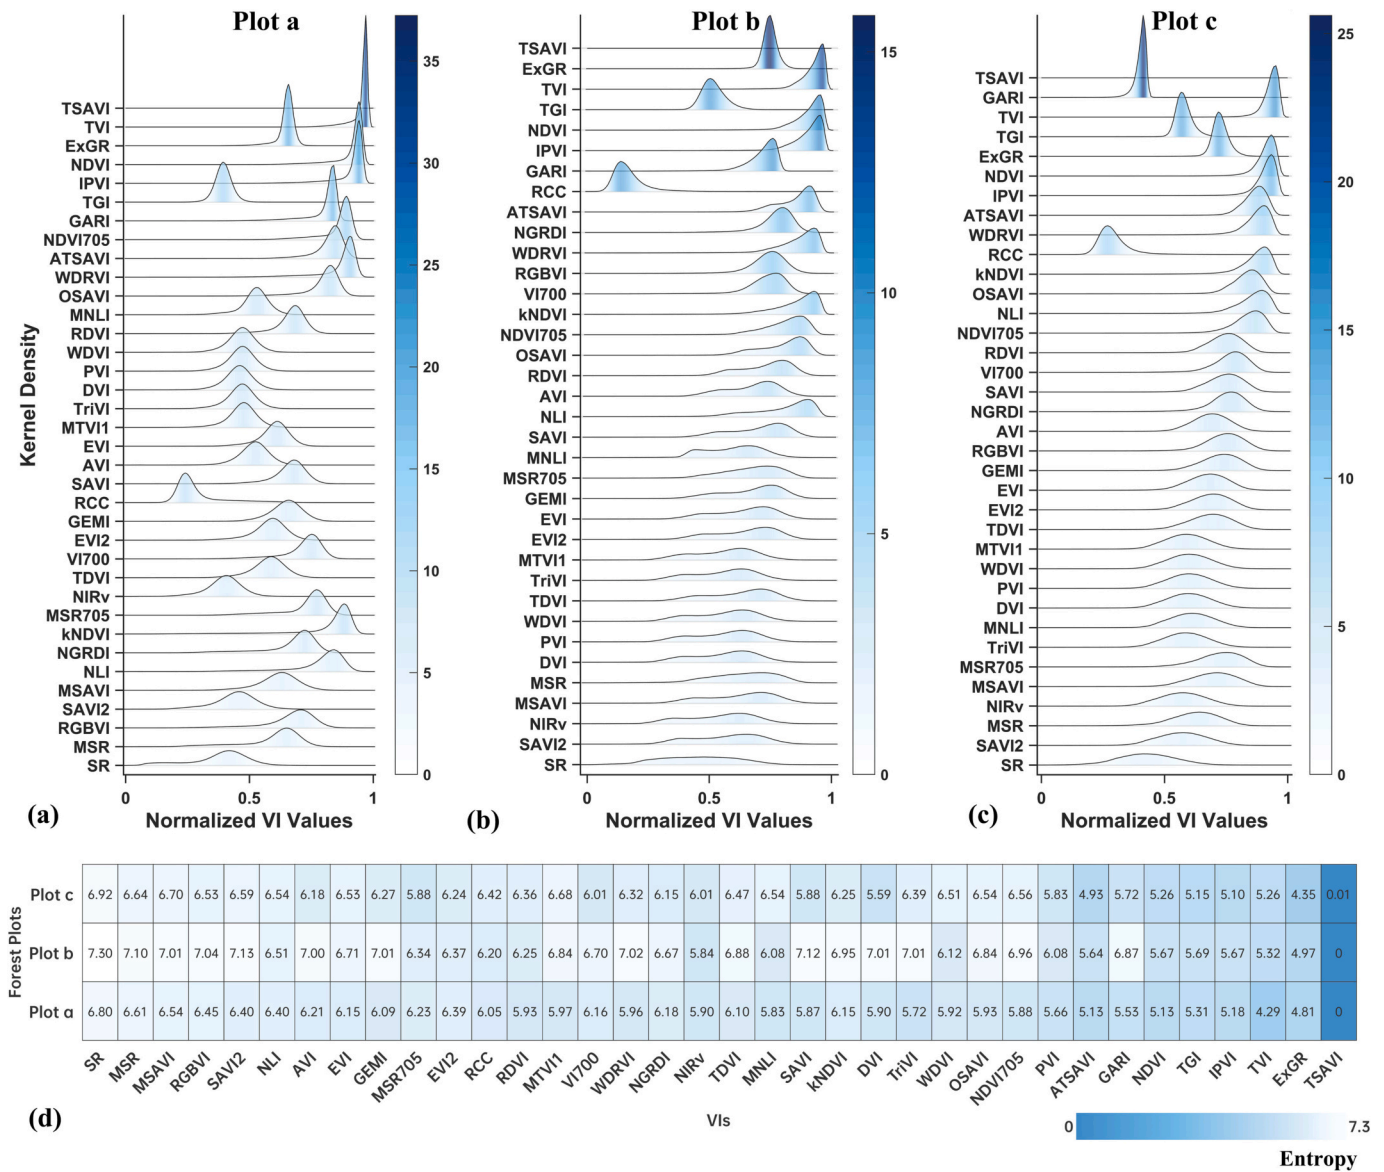 Plot a
TSAVI
TVI
ExGR
NDVI
IPVI
TGI
GARI
NDVI705
ATSAVI
WDRVI
OSAVI
MNLI
RDVI
WDVI
PVI
DVI
TriVI
MTVI1
EVI
AVI
SAVI
RCC
GEMI
EVI2
VI700
TDVI
NIRv
MSR705
kNDVI
NGRDI
NLI
MSAVI
SAVI2
RGBVI
MSR
SR
Kernel Density
0 0.5 1
Normalized VI Values
35
30
25
20
15
10
5
0
(a)
Plot b
TSAVI
ExGR
TVI
TGI
NDVI
IPVI
GARI
RCC
ATSAVI
NGRDI
WDRVI
RGBVI
VI700
kNDVI
NDVI705
OSAVI
RDVI
AVI
NLI
SAVI
MNLI
MSR705
GEMI
EVI
EVI2
MTVI1
TriVI
TDVI
WDVI
PVI
DVI
MSR
MSAVI
NIRv
SAVI2
SR
0 0.5 1
Normalized VI Values
15
10
5
0
(b)
Plot c
TSAVI
GARI
TVI
TGI
ExGR
NDVI
IPVI
ATSAVI
WDRVI
RCC
kNDVI
OSAVI
NLI
NDVI705
RDVI
VI700
SAVI
NGRDI
AVI
RGBVI
GEMI
EVI
EVI2
TDVI
MTVI1
WDVI
PVI
DVI
MNLI
TriVI
MSR705
MSAVI
NIRv
MSR
SAVI2
SR
0 0.5 1
Normalized VI Values
25
20
15
10
5
0
(c)
Forest Plots
Plot c 6.92 6.64 6.70 6.53 6.59 6.54 6.18 6.53 6.27 5.88 6.24 6.42 6.36 6.68 6.01 6.32 6.15 6.01 6.47 6.54 5.88 6.25 5.59 6.39 6.51 6.54 6.56 5.83 4.93 5.72 5.26 5.15 5.10 5.26 4.35 0.01
Plot b 7.30 7.10 7.01 7.04 7.13 6.51 7.00 6.71 7.01 6.34 6.37 6.20 6.25 6.84 6.70 7.02 6.67 5.84 6.88 6.08 7.12 6.95 7.01 7.01 6.12 6.84 6.96 6.08 5.64 6.87 5.67 5.69 5.67 5.32 4.97 0
Plot a 6.80 6.61 6.54 6.45 6.40 6.40 6.21 6.15 6.09 6.23 6.39 6.05 5.93 5.97 6.16 5.96 6.18 5.90 6.10 5.83 5.87 6.15 5.90 5.72 5.92 5.93 5.88 5.66 5.13 5.53 5.13 5.31 5.18 4.29 4.81 0
SR MSR MSAVI RGBVI SAVI2 NLI AVI EVI GEMI MSR705 EVI2 RCC RDVI MTVI1 VI700 WDRVI NGRDI NIRv TDVI MNLI SAVI kNDVI DVI TriVI WDVI OSAVI NDVI705 PVI ATSAVI GARI NDVI TGI IPVI TVI ExGR TSAVI
VIs
(d)
0 7.3
Entropy